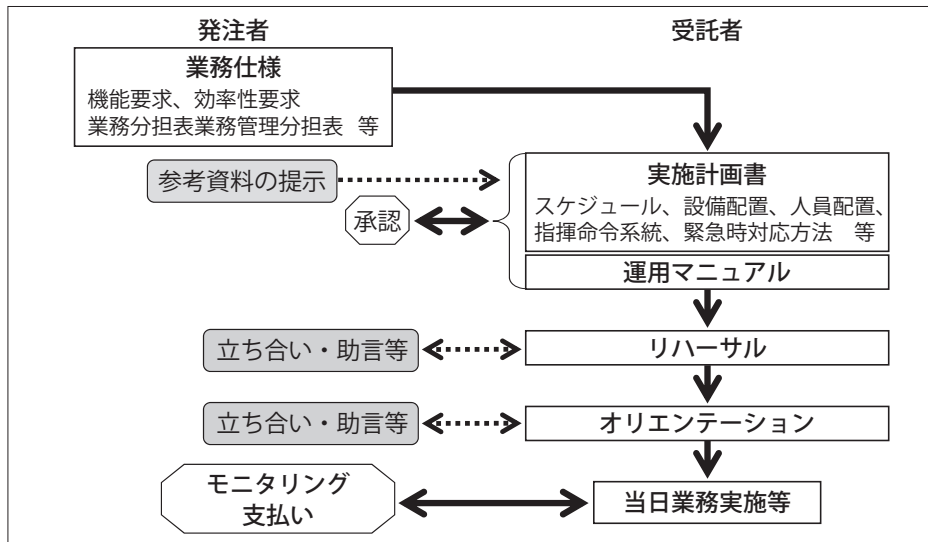 発注者
受託者
業務仕様
機能要求、効率性要求
業務分担表業務管理分担表 等
参考資料の提示
承認
実施計画書
スケジュール、設備配置、人員配置、
指揮命令系統、緊急時対応方法 等
運用マニュアル
立ち合い・助言等
リハーサル
立ち合い・助言等
オリエンテーション
モニタリング
支払い
当日業務実施等